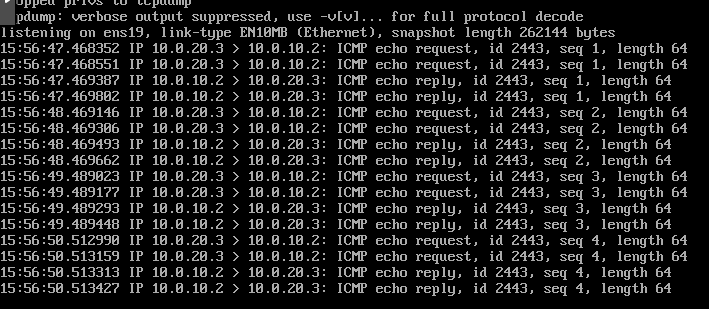 opped privs to tcpdump
pdump: verbose output suppressed, use -v[v]... for full protocol decode
listening on ens19, link-type EN10MB (Ethernet), snapshot length 262144 bytes
15:56:47.468352 IP 10.0.20.3 > 10.0.10.2: ICMP echo request, id 2443, seq 1, length 64
15:56:47.468551 IP 10.0.20.3 > 10.0.10.2: ICMP echo request, id 2443, seq 1, length 64
15:56:47.469387 IP 10.0.10.2 > 10.0.20.3: ICMP echo reply, id 2443, seq 1, length 64
15:56:47.469802 IP 10.0.10.2 > 10.0.20.3: ICMP echo reply, id 2443, seq 1, length 64
15:56:48.469146 IP 10.0.20.3 > 10.0.10.2: ICMP echo request, id 2443, seq 2, length 64
15:56:48.469306 IP 10.0.20.3 > 10.0.10.2: ICMP echo request, id 2443, seq 2, length 64
15:56:48.469493 IP 10.0.10.2 > 10.0.20.3: ICMP echo reply, id 2443, seq 2, length 64
15:56:48.469662 IP 10.0.10.2 > 10.0.20.3: ICMP echo reply, id 2443, seq 2, length 64
15:56:49.489023 IP 10.0.20.3 > 10.0.10.2: ICMP echo request, id 2443, seq 3, length 64
15:56:49.489177 IP 10.0.20.3 > 10.0.10.2: ICMP echo request, id 2443, seq 3, length 64
15:56:49.489293 IP 10.0.10.2 > 10.0.20.3: ICMP echo reply, id 2443, seq 3, length 64
15:56:49.489448 IP 10.0.10.2 > 10.0.20.3: ICMP echo reply, id 2443, seq 3, length 64
15:56:50.512990 IP 10.0.20.3 > 10.0.10.2: ICMP echo request, id 2443, seq 4, length 64
15:56:50.513159 IP 10.0.20.3 > 10.0.10.2: ICMP echo request, id 2443, seq 4, length 64
15:56:50.513313 IP 10.0.10.2 > 10.0.20.3: ICMP echo reply, id 2443, seq 4, length 64
15:56:50.513427 IP 10.0.10.2 > 10.0.20.3: ICMP echo reply, id 2443, seq 4, length 64